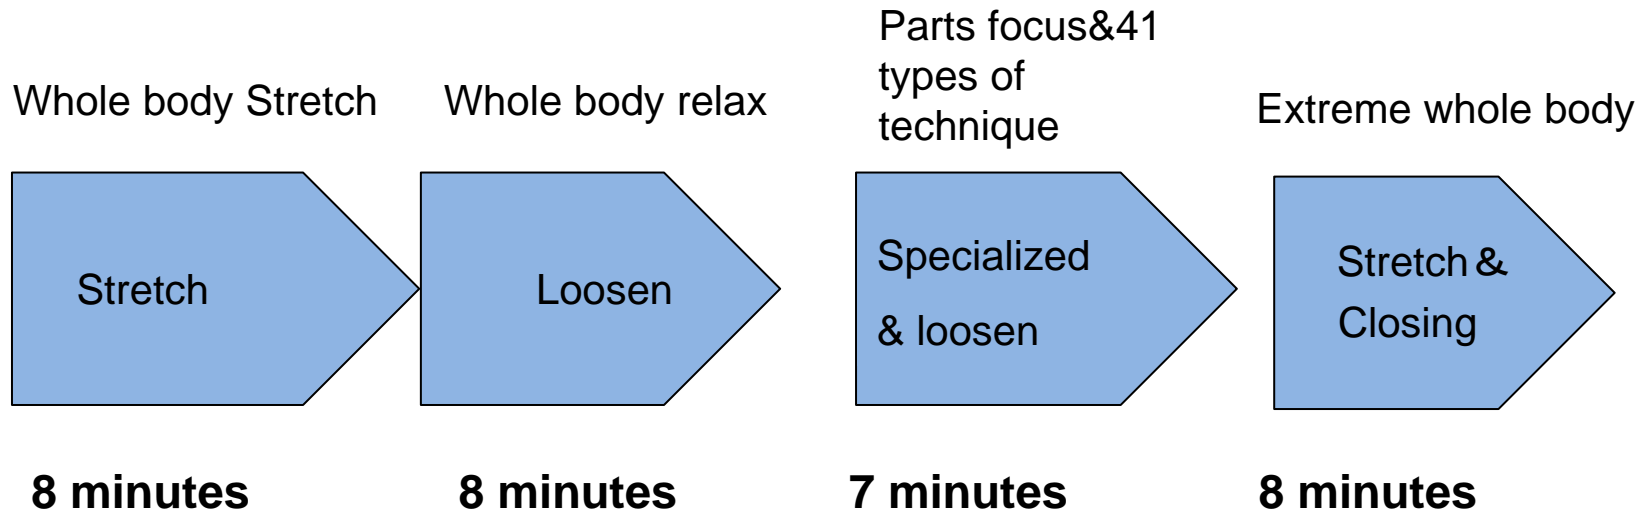 Whole body Stretch
Whole body relax
Parts focus&41
types of
technique
Extreme whole body
Stretch
Loosen
Specialized
& loosen
Stretch &
Closing
8 minutes
8 minutes
7 minutes
8 minutes